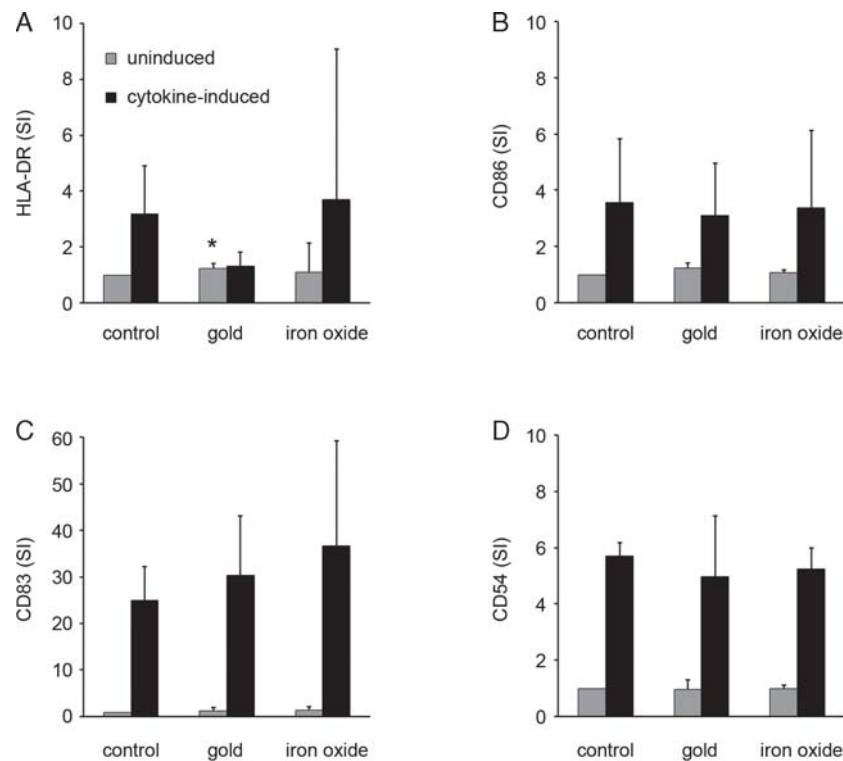 A
HLA-DR (SI)
10
8
6
4
2
0
uninduced
cytokine-induced
*
control gold iron oxide
B
CD86 (SI)
10
8
6
4
2
0
control gold iron oxide
C
CD83 (SI)
60
50
40
30
20
10
0
control gold iron oxide
D
CD54 (SI)
10
8
6
4
2
0
control gold iron oxide